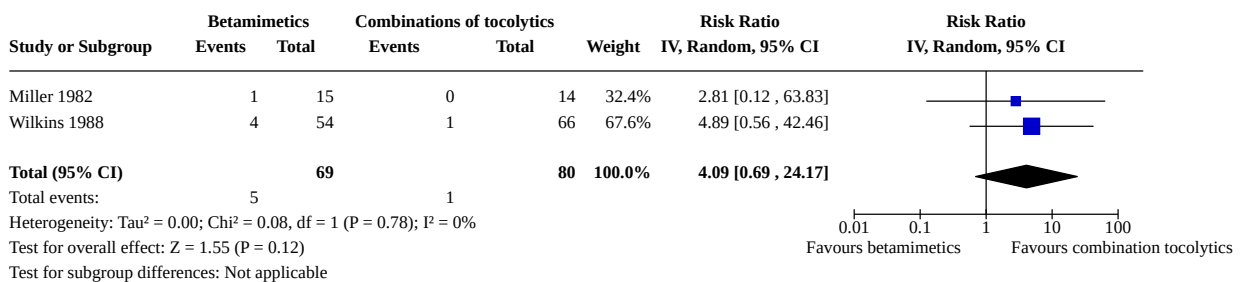 Betamimetics Combinations of tocolytics Risk Ratio Risk Ratio
Study or Subgroup Events Total Events Total Weight IV, Random, 95% CI IV, Random, 95% CI
Miller 1982 1 15 0 14 32.4% 2.81 [0.12 , 63.83]
Wilkins 1988 4 54 1 66 67.6% 4.89 [0.56 , 42.46]
Total (95% CI) 69 80 100.0% 4.09 [0.69 , 24.17]
Total events: 5 1
Heterogeneity: Tau² = 0.00; Chi² = 0.08, df = 1 (P = 0.78); I² = 0%
0.01 0.1 1 10 100
Test for overall effect: Z = 1.55 (P = 0.12) Favours betamimetics Favours combination tocolytics
Test for subgroup differences: Not applicable